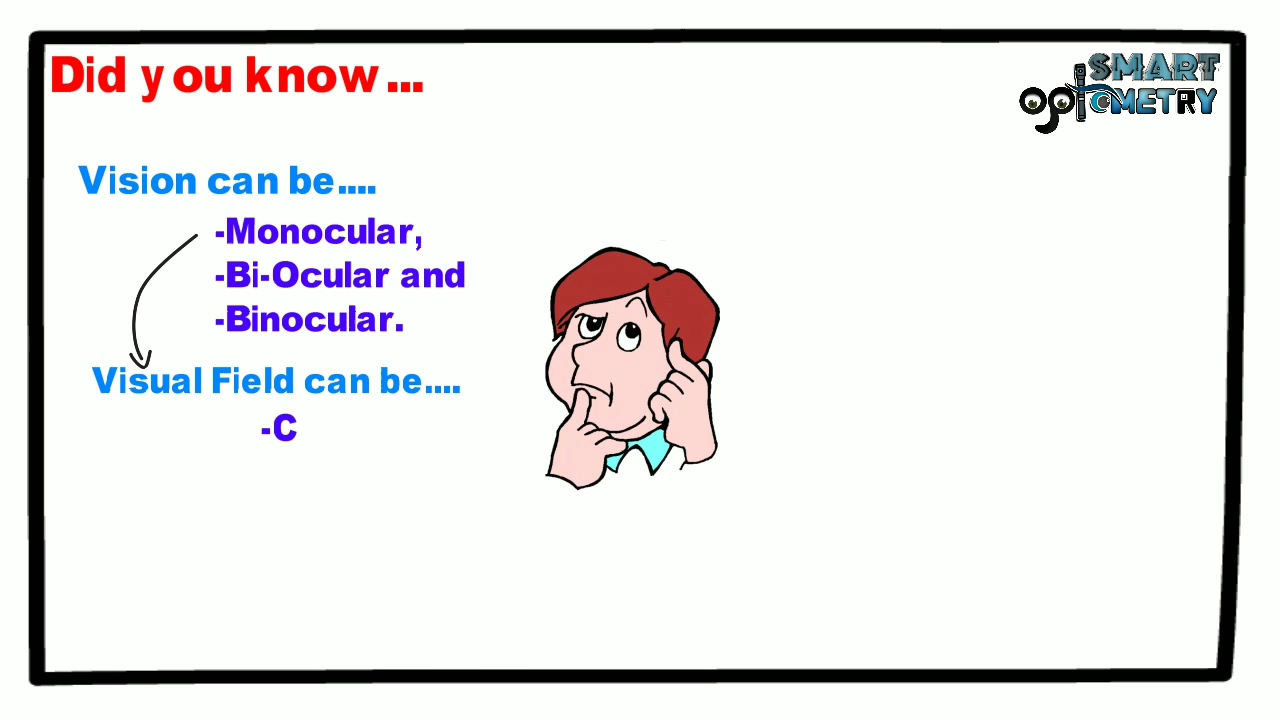 Did you know...
SMART
optOMETRY
Vision can be....
-Monocular,
-Bi-Ocular and
-Binocular.
Visual Field can be....
-C